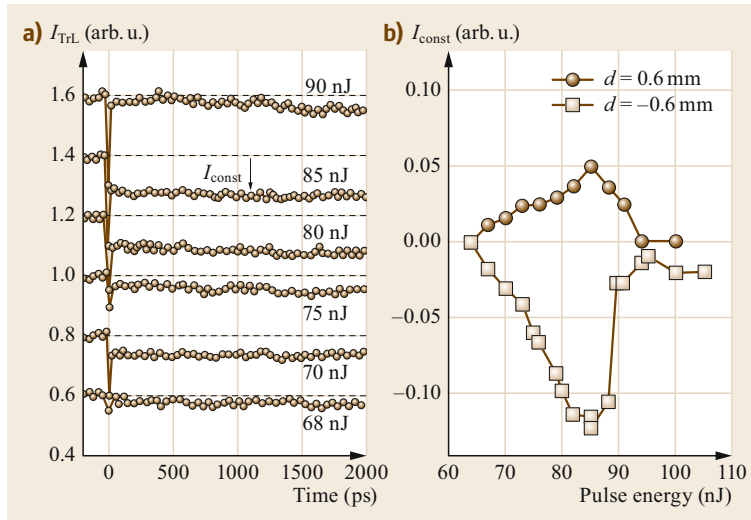 a) I_TrL (arb. u.)
1.6
1.4
1.2
1.0
0.8
0.6
0.4
90 nJ
I_const
85 nJ
80 nJ
75 nJ
70 nJ
68 nJ
0 500 1000 1500 2000
Time (ps)
b) I_const (arb. u.)
0.10
0.05
0.00
−0.05
−0.10
d = 0.6 mm
d = −0.6 mm
60 70 80 90 100 110
Pulse energy (nJ)